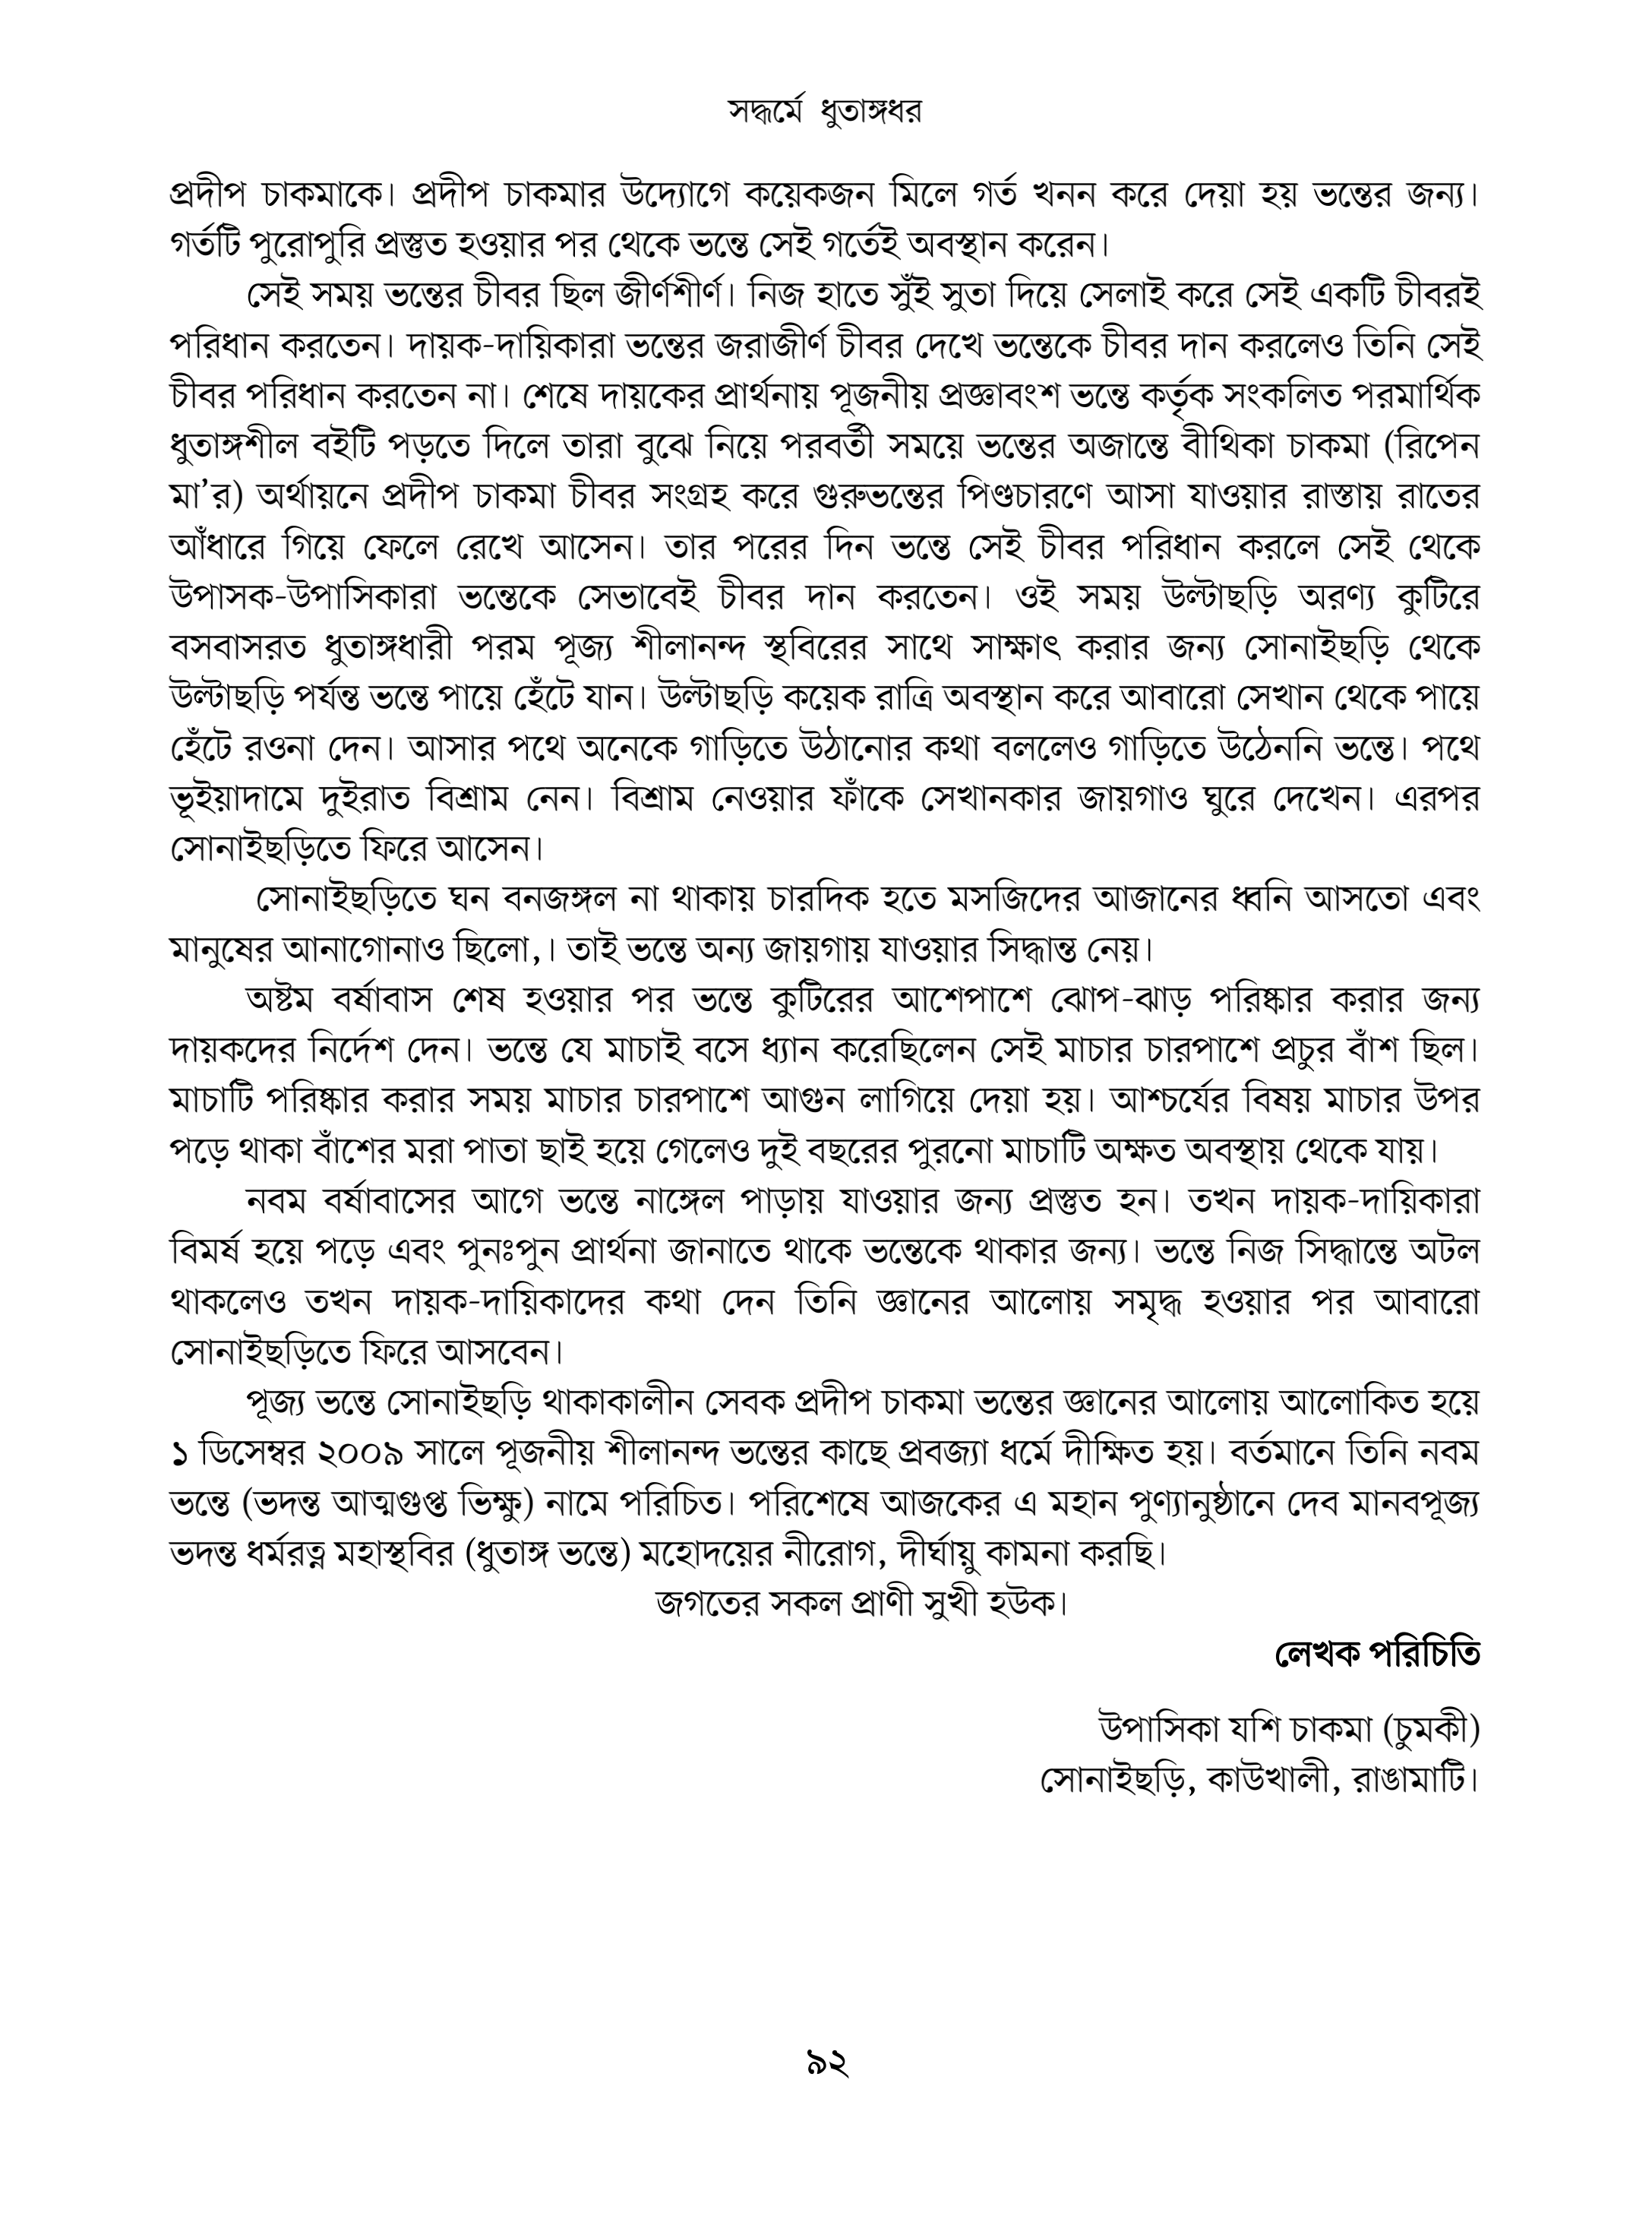 সদ্ধর্মে ধুতাঙ্গধর
প্রদীপ চাকমাকে। প্রদীপ চাকমার উদ্যোগে কয়েকজন মিলে গর্ত খনন করে দেয়া হয় ভন্তের জন্য।
গর্তটি পুরোপুরি প্রস্তুত হওয়ার পর থেকে ভন্তে সেই গর্তেই অবস্থান করেন।
সেই সময় ভন্তের চীবর ছিল জীর্ণশীর্ণ। নিজ হাতে সুঁই সুতা দিয়ে সেলাই করে সেই একটি চীবরই
পরিধান করতেন। দায়ক-দায়িকারা ভন্তের জরাজীর্ণ চীবর দেখে ভন্তেকে চীবর দান করলেও তিনি সেই
চীবর পরিধান করতেন না। শেষে দায়কের প্রার্থনায় পূজনীয় প্রজ্ঞাবংশ ভন্তে কর্তৃক সংকলিত পরমার্থিক
ধুতাঙ্গশীল বইটি পড়তে দিলে তারা বুঝে নিয়ে পরবর্তী সময়ে ভন্তের অজান্তে বীথিকা চাকমা (রিপেন
মা’র) অর্থায়নে প্রদীপ চাকমা চীবর সংগ্রহ করে গুরুভন্তের পিণ্ডচারণে আসা যাওয়ার রাস্তায় রাতের
আঁধারে গিয়ে ফেলে রেখে আসেন। তার পরের দিন ভন্তে সেই চীবর পরিধান করলে সেই থেকে
উপাসক-উপাসিকারা ভন্তেকে সেভাবেই চীবর দান করতেন। ওই সময় উল্টাছড়ি অরণ্য কুটিরে
বসবাসরত ধুতাঙ্গধারী পরম পূজ্য শীলানন্দ স্থবিরের সাথে সাক্ষাৎ করার জন্য সোনাইছড়ি থেকে
উল্টাছড়ি পর্যন্ত ভন্তে পায়ে হেঁটে যান। উল্টাছড়ি কয়েক রাত্রি অবস্থান করে আবারো সেখান থেকে পায়ে
হেঁটে রওনা দেন। আসার পথে অনেকে গাড়িতে উঠানোর কথা বললেও গাড়িতে উঠেননি ভন্তে। পথে
ভূইয়াদামে দুইরাত বিশ্রাম নেন। বিশ্রাম নেওয়ার ফাঁকে সেখানকার জায়গাও ঘুরে দেখেন। এরপর
সোনাইছড়িতে ফিরে আসেন।
সোনাইছড়িতে ঘন বনজঙ্গল না থাকায় চারদিক হতে মসজিদের আজানের ধ্বনি আসতো এবং
মানুষের আনাগোনাও ছিলো,। তাই ভন্তে অন্য জায়গায় যাওয়ার সিদ্ধান্ত নেয়।
অষ্টম বর্ষাবাস শেষ হওয়ার পর ভন্তে কুটিরের আশেপাশে ঝোপ-ঝাড় পরিষ্কার করার জন্য
দায়কদের নির্দেশ দেন। ভন্তে যে মাচাই বসে ধ্যান করেছিলেন সেই মাচার চারপাশে প্রচুর বাঁশ ছিল।
মাচাটি পরিষ্কার করার সময় মাচার চারপাশে আগুন লাগিয়ে দেয়া হয়। আশ্চর্যের বিষয় মাচার উপর
পড়ে থাকা বাঁশের মরা পাতা ছাই হয়ে গেলেও দুই বছরের পুরনো মাচাটি অক্ষত অবস্থায় থেকে যায়।
নবম বর্ষাবাসের আগে ভন্তে নাঙ্গেল পাড়ায় যাওয়ার জন্য প্রস্তুত হন। তখন দায়ক-দায়িকারা
বিমর্ষ হয়ে পড়ে এবং পুনঃপুন প্রার্থনা জানাতে থাকে ভন্তেকে থাকার জন্য। ভন্তে নিজ সিদ্ধান্তে অটল
থাকলেও তখন দায়ক-দায়িকাদের কথা দেন তিনি জ্ঞানের আলোয় সমৃদ্ধ হওয়ার পর আবারো
সোনাইছড়িতে ফিরে আসবেন।
পূজ্য ভন্তে সোনাইছড়ি থাকাকালীন সেবক প্রদীপ চাকমা ভন্তের জ্ঞানের আলোয় আলোকিত হয়ে
১ ডিসেম্বর ২০০৯ সালে পূজনীয় শীলানন্দ ভন্তের কাছে প্রবজ্যা ধর্মে দীক্ষিত হয়। বর্তমানে তিনি নবম
ভন্তে (ভদন্ত আত্মগুপ্ত ভিক্ষু) নামে পরিচিত। পরিশেষে আজকের এ মহান পুণ্যানুষ্ঠানে দেব মানবপূজ্য
ভদন্ত ধর্মরত্ন মহাস্থবির (ধুতাঙ্গ ভন্তে) মহোদয়ের নীরোগ, দীর্ঘায়ু কামনা করছি।
জগতের সকল প্রাণী সুখী হউক।
লেখক পরিচিতি
উপাসিকা যশি চাকমা (চুমকী)
সোনাইছড়ি, কাউখালী, রাঙামাটি।
৯২